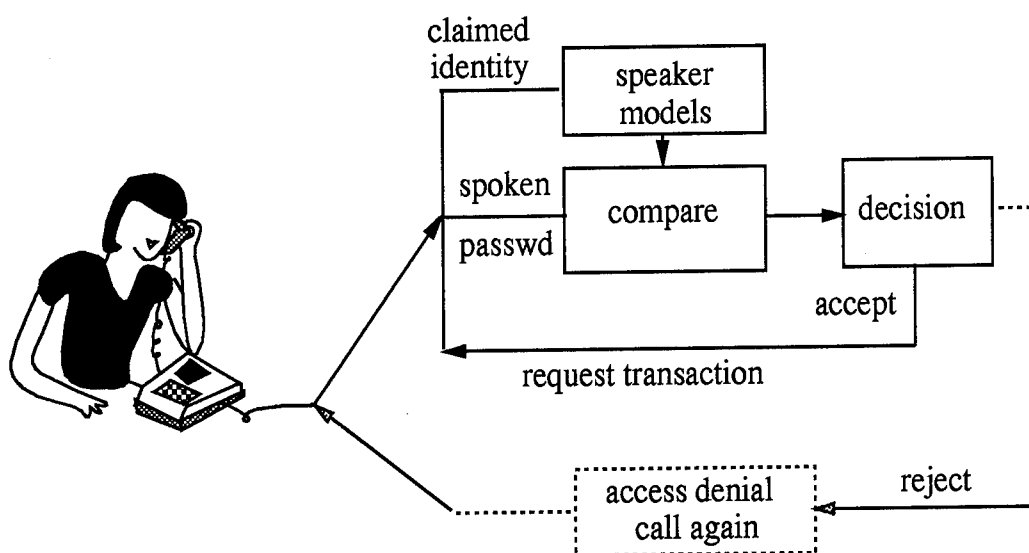 claimed
identity
speaker
models
spoken
passwd
compare
decision
accept
request transaction
reject
access denial
call again